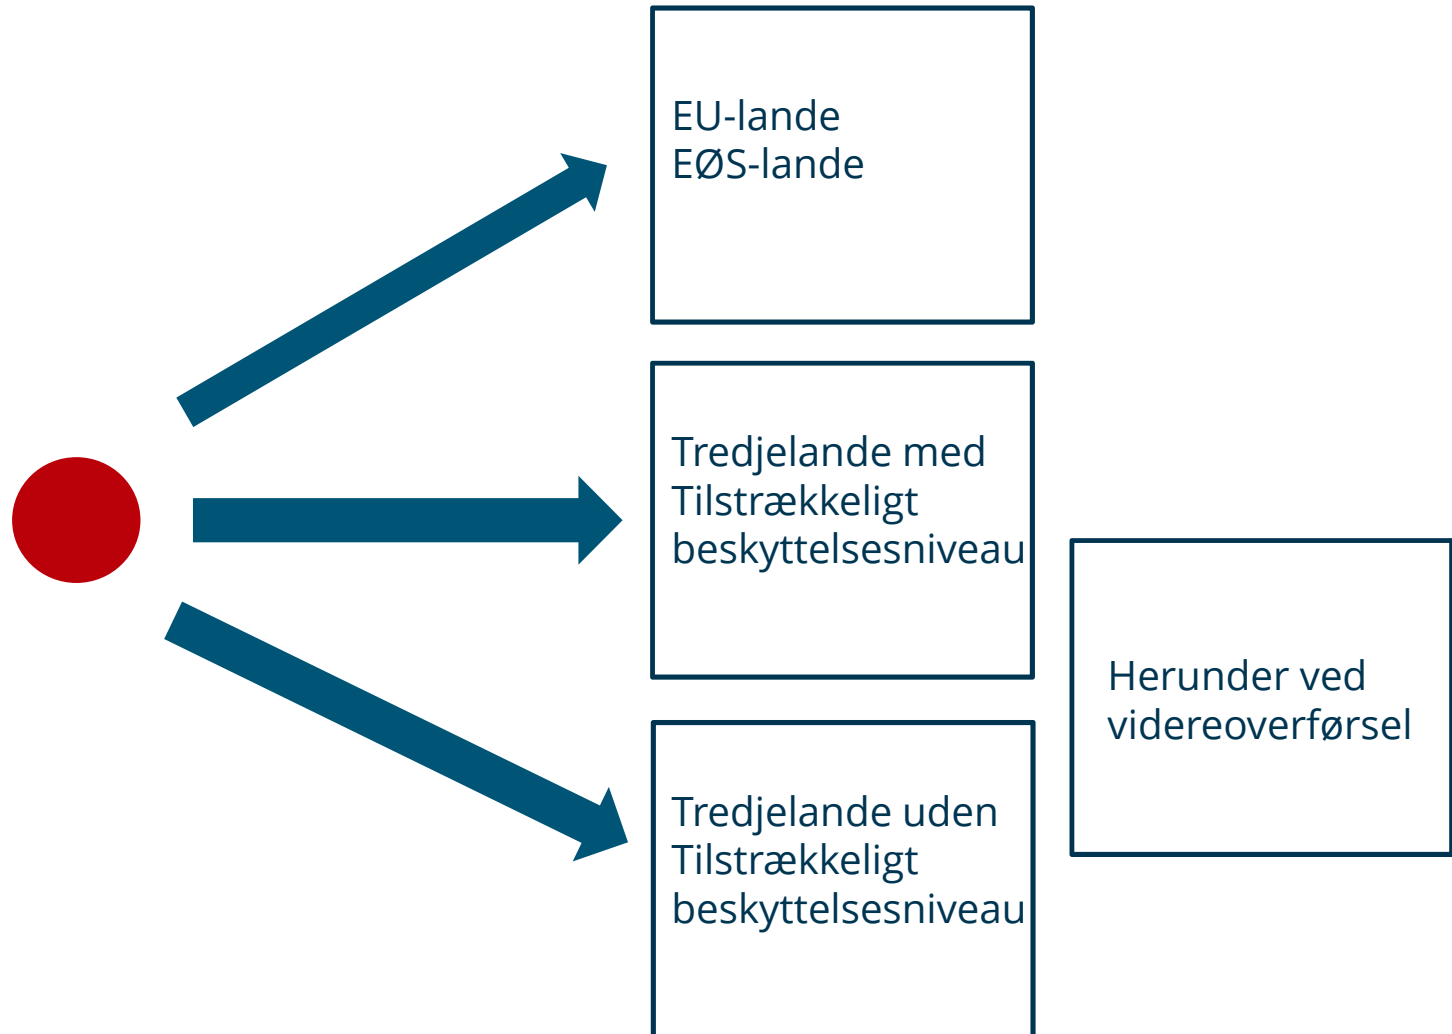 EU-lande
EØS-lande
Tredjelande med
Tilstrækkeligt
beskyttelsesniveau
Herunder ved
videreoverførsel
Tredjelande uden
Tilstrækkeligt
beskyttelsesniveau